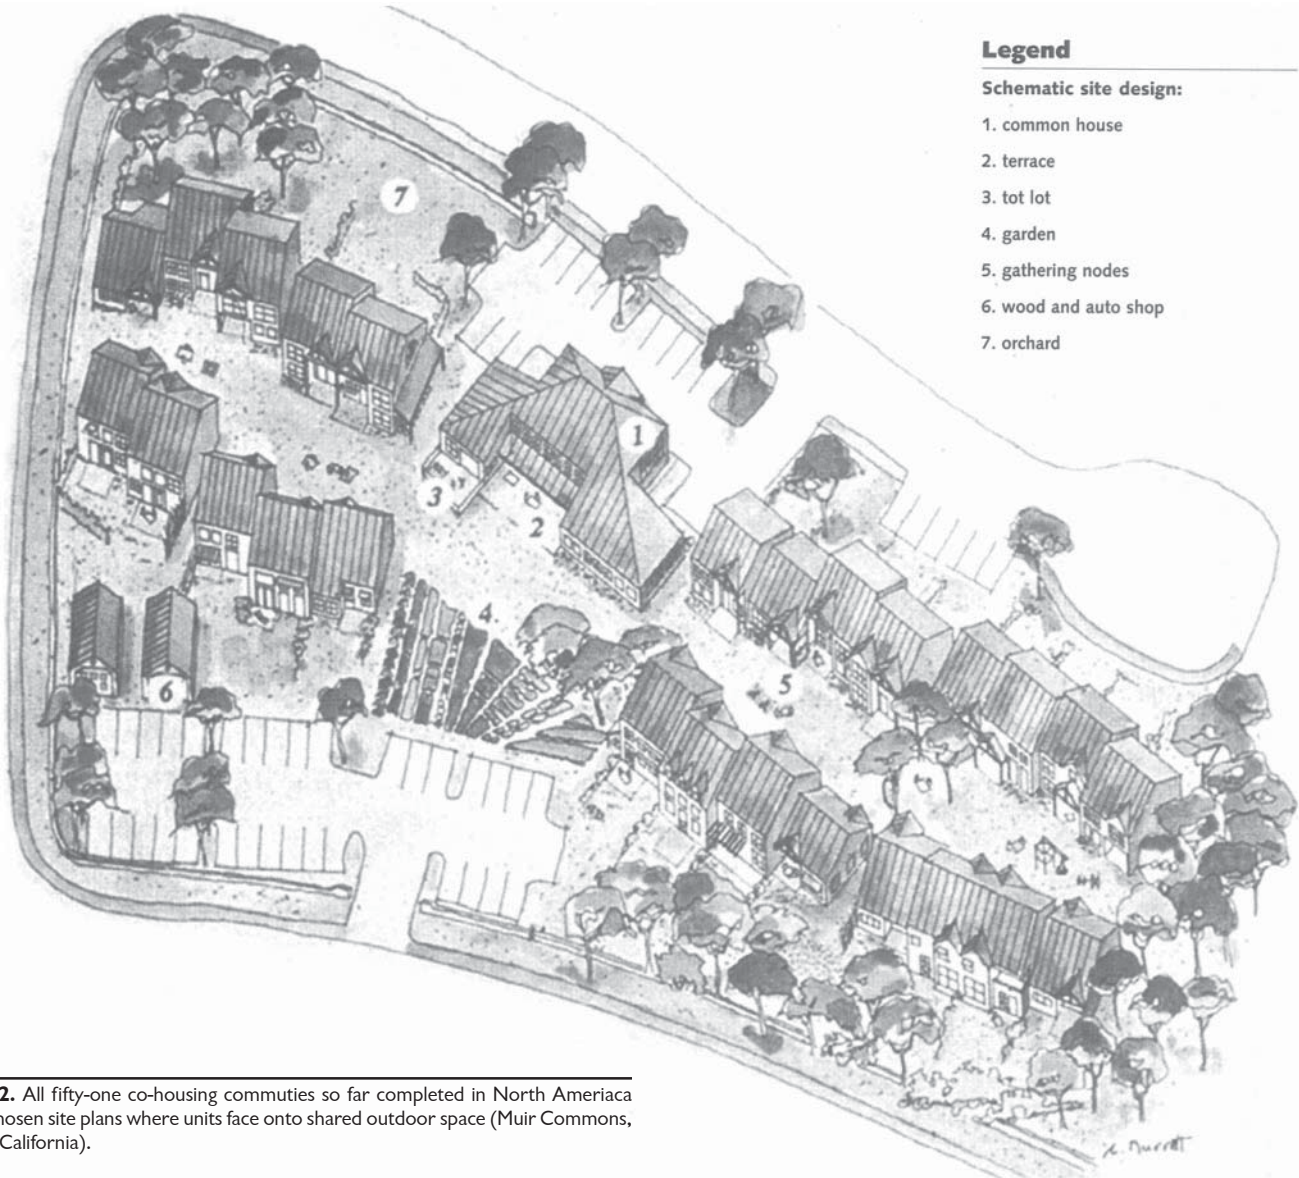 Legend
Schematic site design:
1. common house
2. terrace
3. tot lot
4. garden
5. gathering nodes
6. wood and auto shop
7. orchard
7
1
3
2
4
5
6
2. All fifty-one co-housing commuties so far completed in North Ameriaca
hosen site plans where units face onto shared outdoor space (Muir Commons,
California).